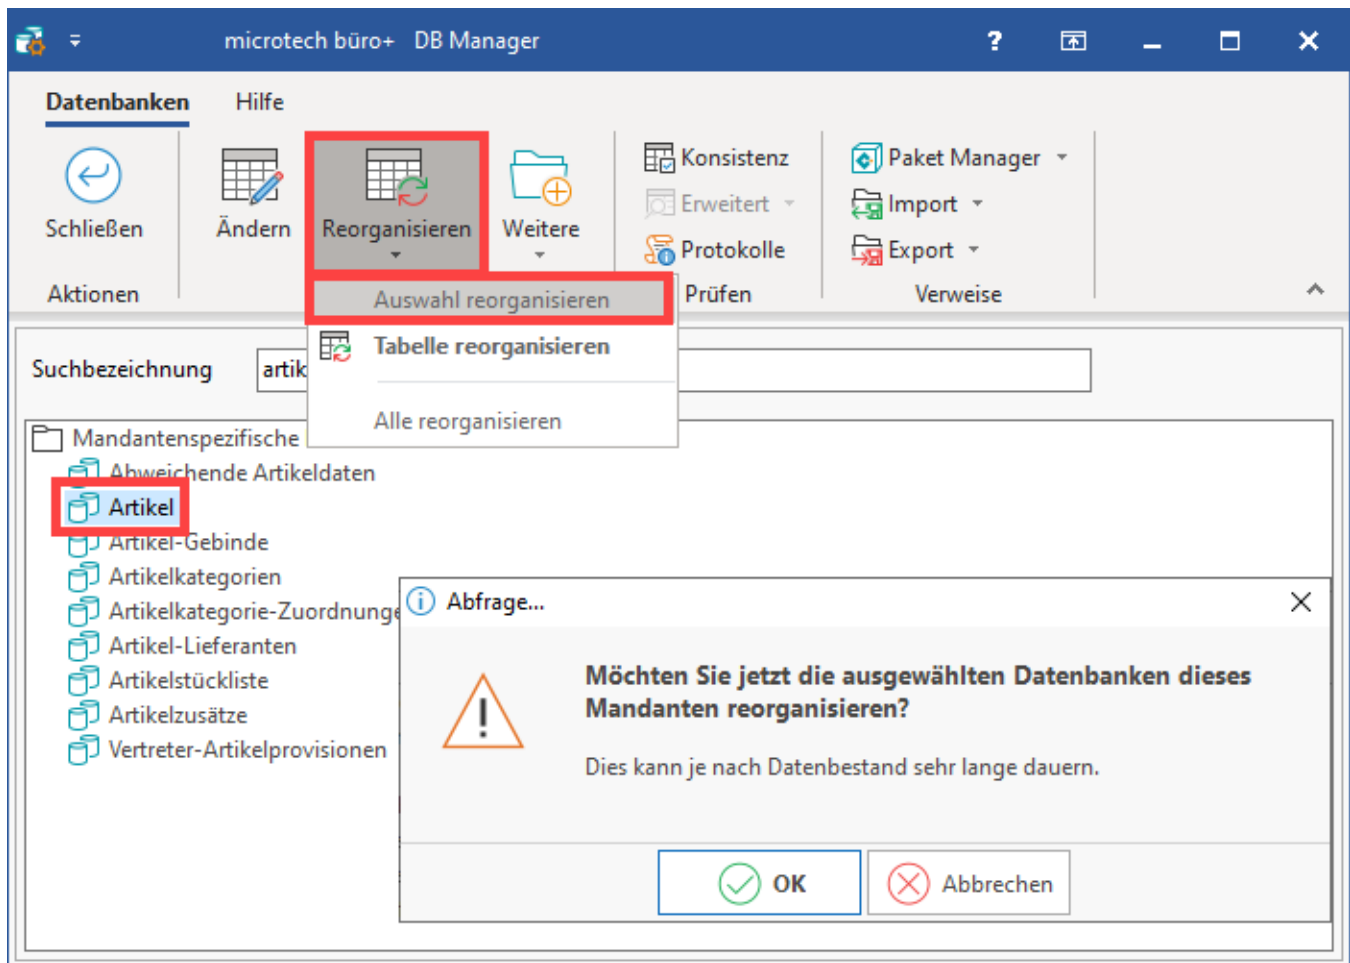 microtech büro+ DB Manager
Datenbanken Hilfe
Schließen
Ändern
Reorganisieren
Weitere
Konsistenz
Erweitert
Protokolle
Paket Manager
Import
Export
Aktionen
Prüfen
Verweise
Auswahl reorganisieren
Tabelle reorganisieren
Alle reorganisieren
Suchbezeichnung artik
Mandantenspezifische
Abweichende Artikeldaten
Artikel
Artikel-Gebinde
Artikelkategorien
Artikelkategorie-Zuordnunge
Artikel-Lieferanten
Artikelstückliste
Artikelzusätze
Vertreter-Artikelprovisionen
Abfrage...
Möchten Sie jetzt die ausgewählten Datenbanken dieses
Mandanten reorganisieren?
Dies kann je nach Datenbestand sehr lange dauern.
OK
Abbrechen